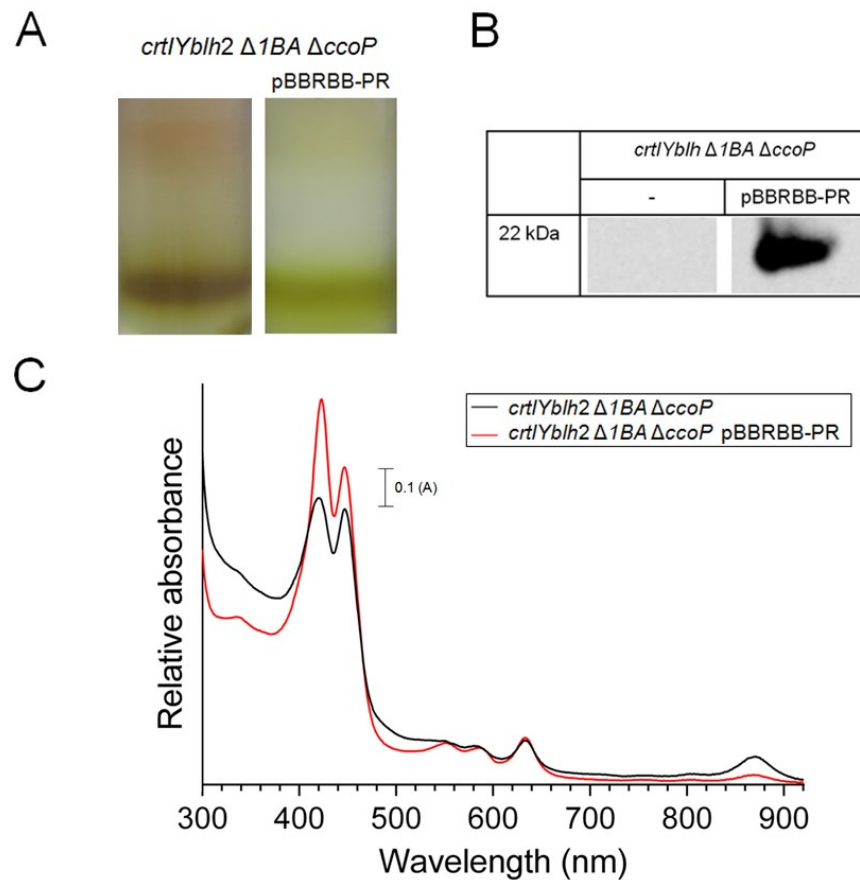 A
crtIYblh2 Δ1BA ΔccoP
pBBRBB-PR
B
crtIYblh Δ1BA ΔccoP
- pBBRBB-PR
22 kDa
C
crtIYblh2 Δ1BA ΔccoP
crtIYblh2 Δ1BA ΔccoP pBBRBB-PR
0.1 (A)
Relative absorbance
300 400 500 600 700 800 900
Wavelength (nm)